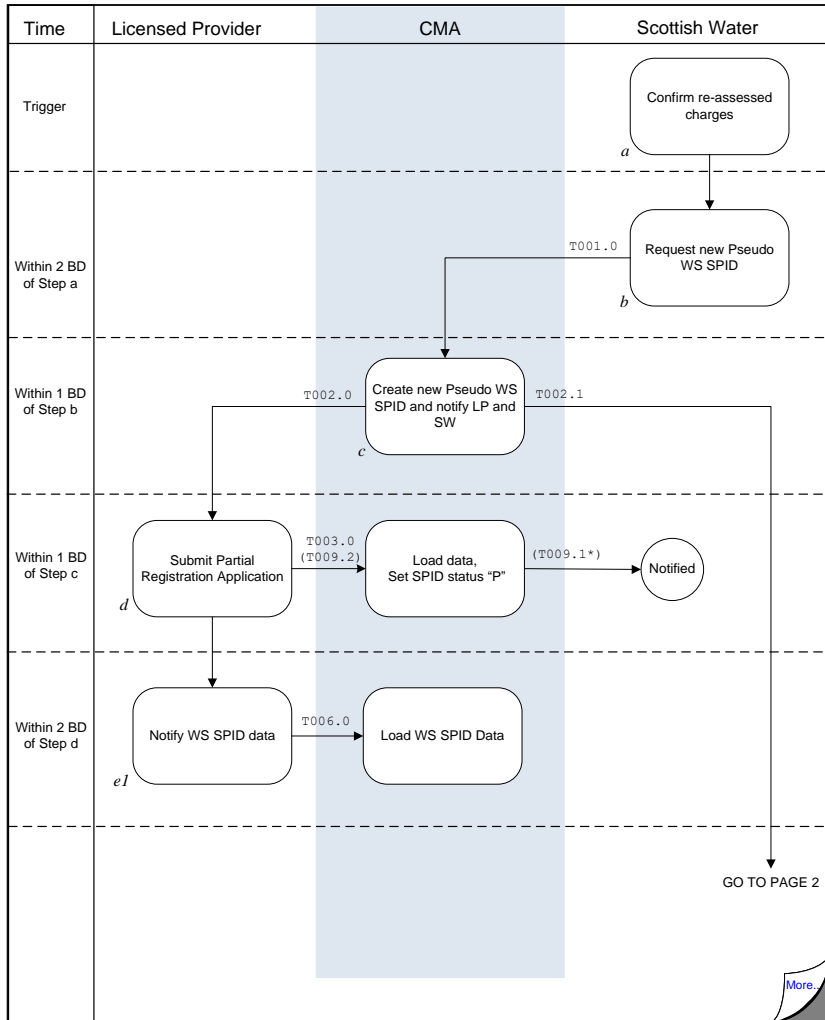 Time
Licensed Provider
CMA
Scottish Water
Trigger
Confirm re-assessed
charges
a
Within 2 BD
of Step a
T001.0
Request new Pseudo
WS SPID
b
Within 1 BD
of Step b
T002.0
Create new Pseudo WS
SPID and notify LP and
SW
T002.1
c
Within 1 BD
of Step c
Submit Partial
Registration Application
d
T003.0
(T009.2)
Load data,
Set SPID status “P”
(T009.1*)
Notified
Within 2 BD
of Step d
Notify WS SPID data
e1
T006.0
Load WS SPID Data
GO TO PAGE 2
More..